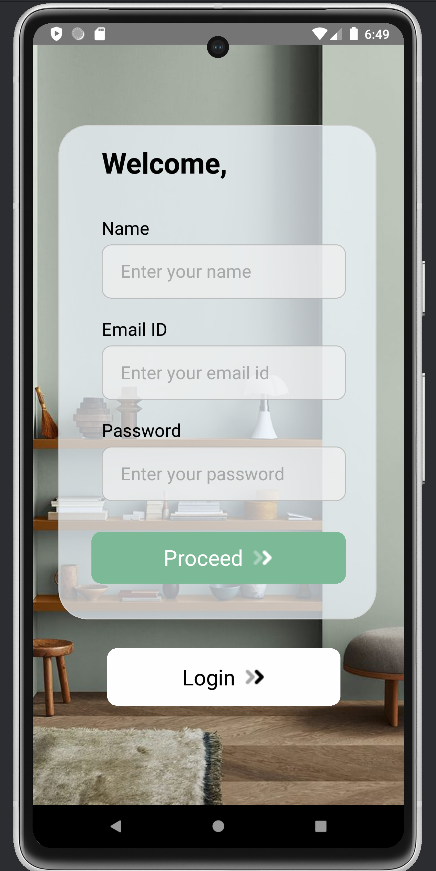 6:49
Welcome,
Name
Enter your name
Email ID
Enter your email id
Password
Enter your password
Proceed
Login